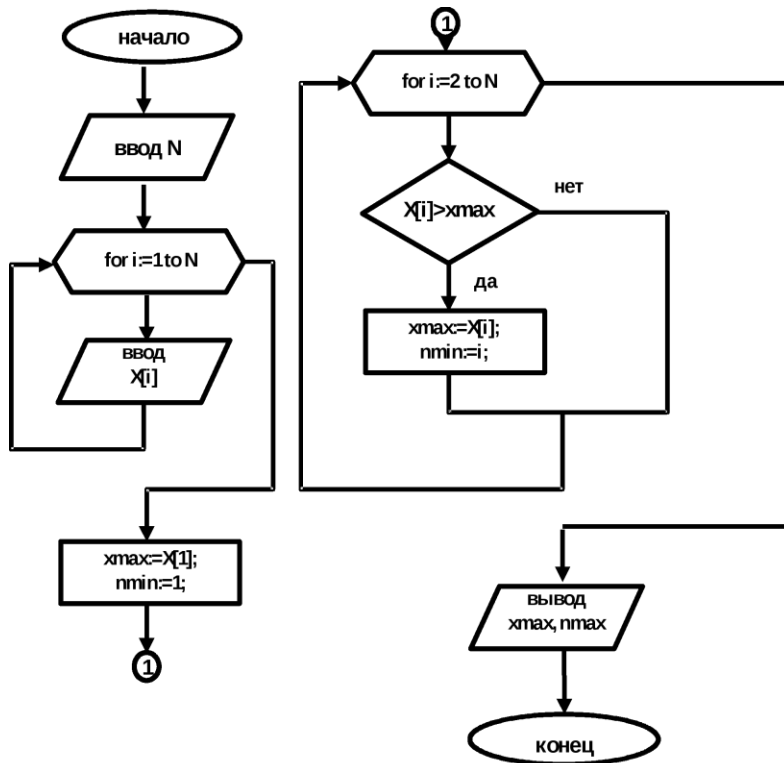 начало
ввод N
for i:=1 to N
ввод
X[i]
xmax:=X[1];
nmin:=1;
1
1
for i:=2 to N
X[i]>xmax
нет
да
xmax:=X[i];
nmin:=i;
вывод
xmax, nmax
конец